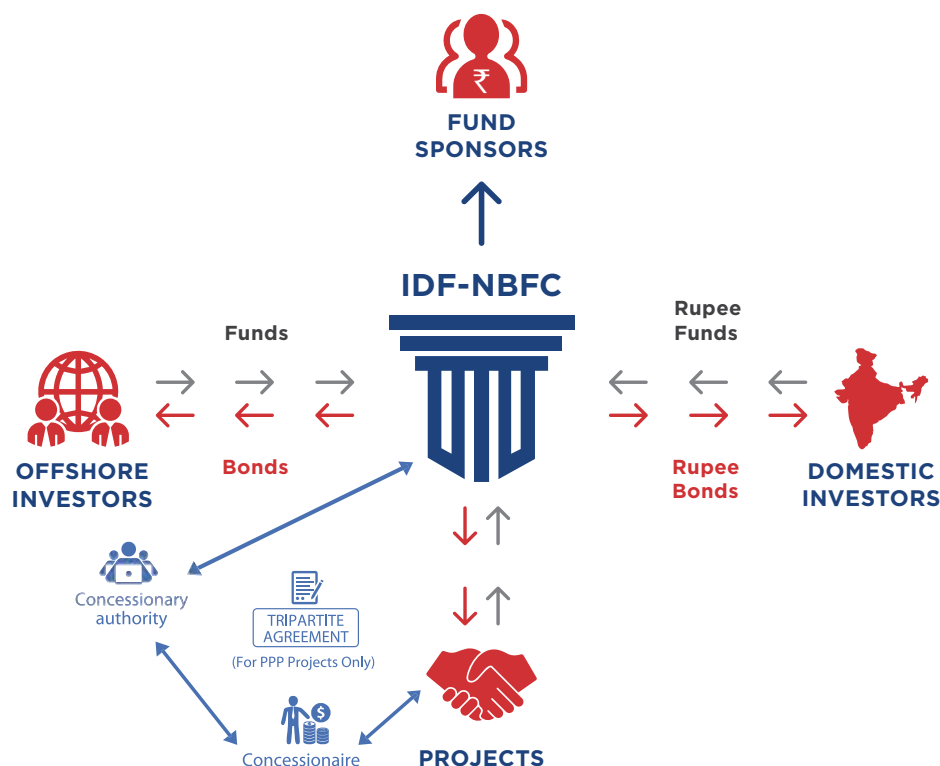 ₹
FUND
SPONSORS
IDF-NBFC
Funds
Rupee
Funds
Bonds
Rupee
Bonds
OFFSHORE
INVESTORS
DOMESTIC
INVESTORS
Concessionary
authority
TRIPARTITE
AGREEMENT
(For PPP Projects Only)
$
Concessionaire
PROJECTS